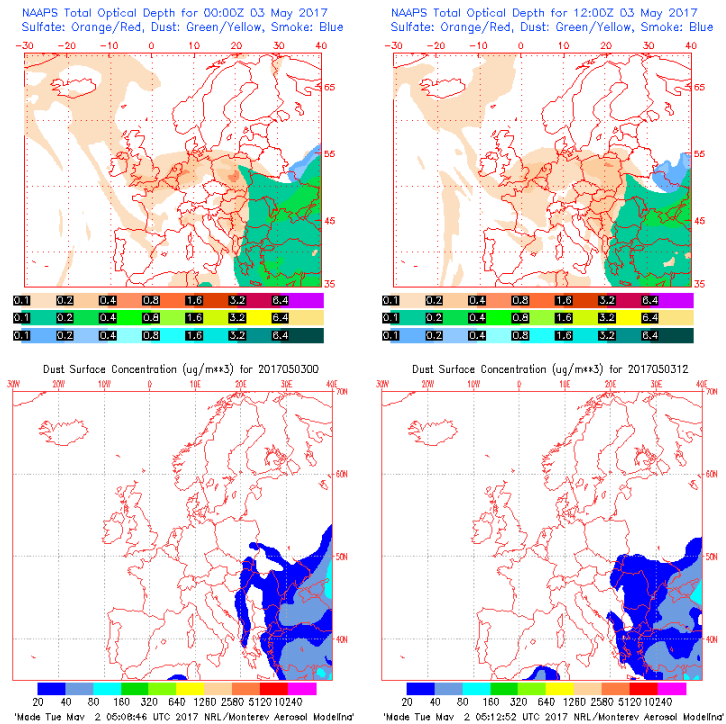 NAAPS Total Optical Depth for 00:00Z 03 May 2017
Sulfate: Orange/Red, Dust: Green/Yellow, Smoke: Blue
-30 -20 -10 0 10 20 30 40
65
55
45
35
0.1 0.2 0.4 0.8 1.6 3.2 6.4
0.1 0.2 0.4 0.8 1.6 3.2 6.4
0.1 0.2 0.4 0.8 1.6 3.2 6.4
NAAPS Total Optical Depth for 12:00Z 03 May 2017
Sulfate: Orange/Red, Dust: Green/Yellow, Smoke: Blue
-30 -20 -10 0 10 20 30 40
65
55
45
35
0.1 0.2 0.4 0.8 1.6 3.2 6.4
0.1 0.2 0.4 0.8 1.6 3.2 6.4
0.1 0.2 0.4 0.8 1.6 3.2 6.4
Dust Surface Concentration (ug/m**3) for 2017050300
30W 20W 10W 0 10E 20E 30E 40E
70N
60N
50N
40N
20 40 80 160 320 640 1280 2580 5120 10240
'Made Tue May 2 05:08:46 UTC 2017 NRL/Monterey Aerosol Modeling'
Dust Surface Concentration (ug/m**3) for 2017050312
30W 20W 10W 0 10E 20E 30E 40E
70N
60N
50N
40N
20 40 80 160 320 640 1280 2580 5120 10240
'Made Tue May 2 05:12:52 UTC 2017 NRL/Monterey Aerosol Modeling'